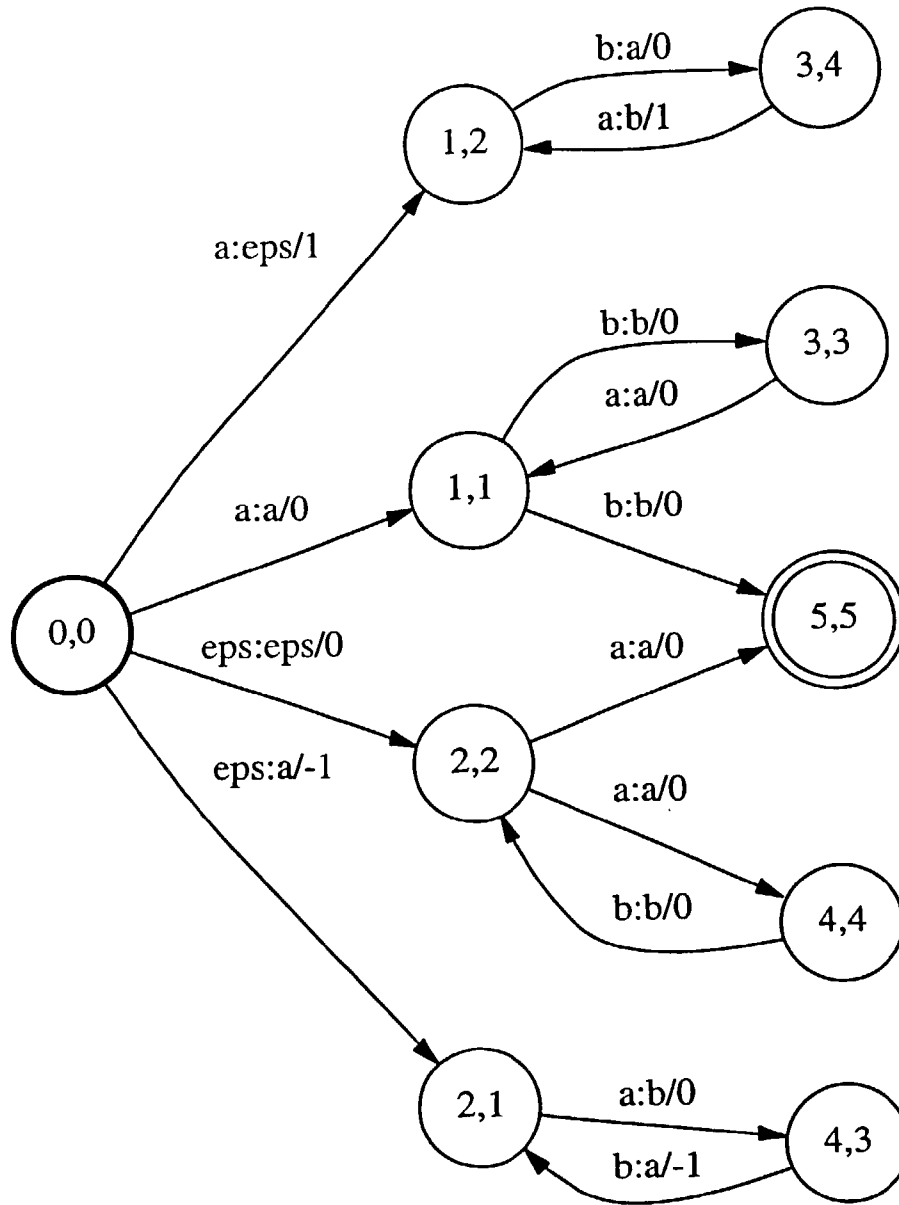 b:a/0
3,4
a:b/1
1,2
a:eps/1
b:b/0
3,3
a:a/0
1,1
a:a/0
b:b/0
5,5
0,0
eps:eps/0
a:a/0
2,2
eps:a/-1
a:a/0
b:b/0
4,4
2,1
a:b/0
4,3
b:a/-1